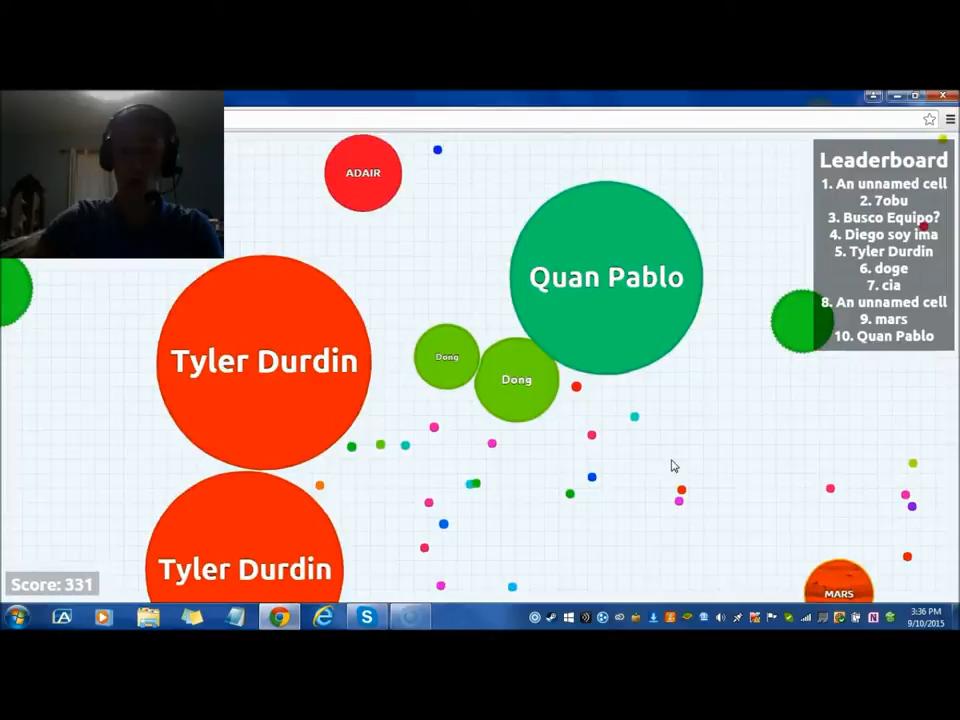 ADAIR
Leaderboard
1. An unnamed cell
2. 7obu
3. Busco Equipo?
4. Diego soy ima
5. Tyler Durdin
6. doge
7. cia
8. An unnamed cell
9. mars
10. Quan Pablo
Quan Pablo
Tyler Durdin
Dong
Dong
Tyler Durdin
MARS
Score: 331
3:36 PM
9/10/2015